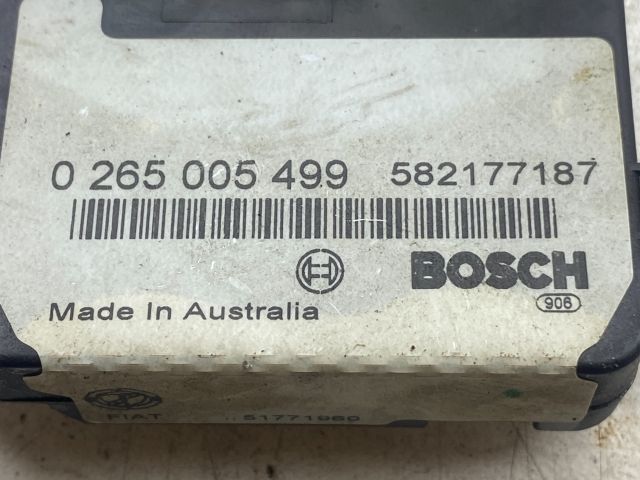 0 265 005 499 582177187
BOSCH
906
Made In Australia
FIAT 51771960